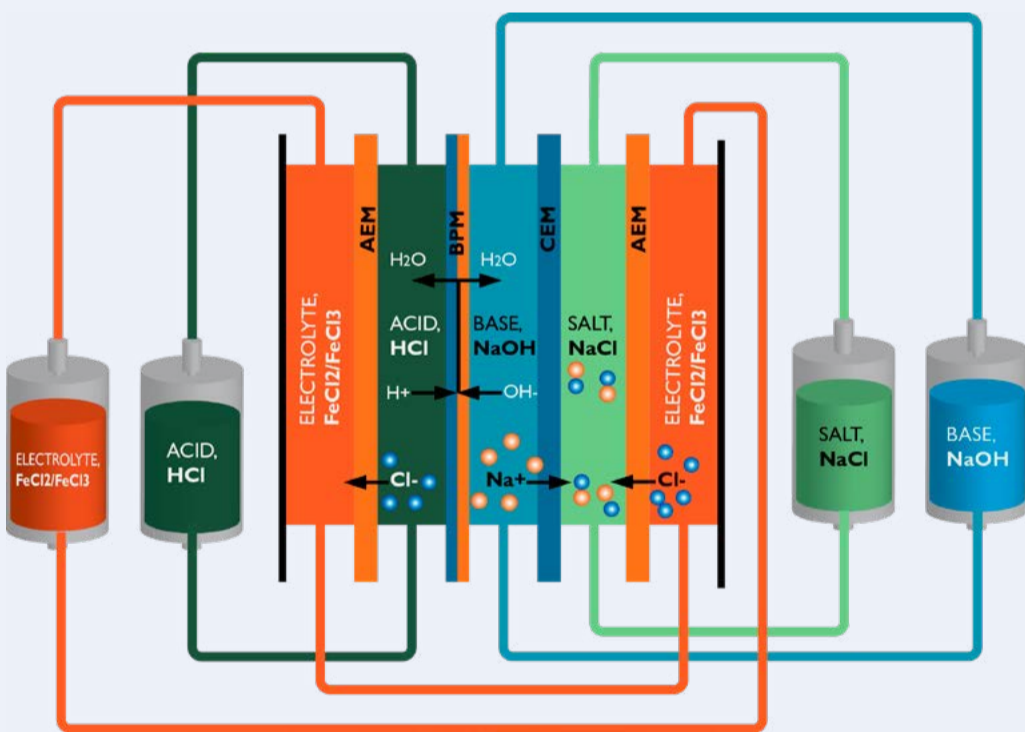 AEM
BPM
CEM
AEM
H2O
H2O
ELECTROLYTE,
FeCl2/FeCl3
ACID,
HCl
BASE,
NaOH
SALT,
NaCl
ELECTROLYTE,
FeCl2/FeCl3
H+
OH-
Cl-
Na+
Cl-
ELECTROLYTE,
FeCl2/FeCl3
ACID,
HCl
SALT,
NaCl
BASE,
NaOH